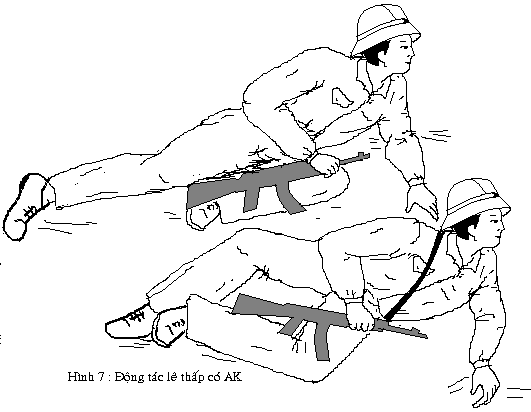 Hình 7 : Động tác lê thấp có AK